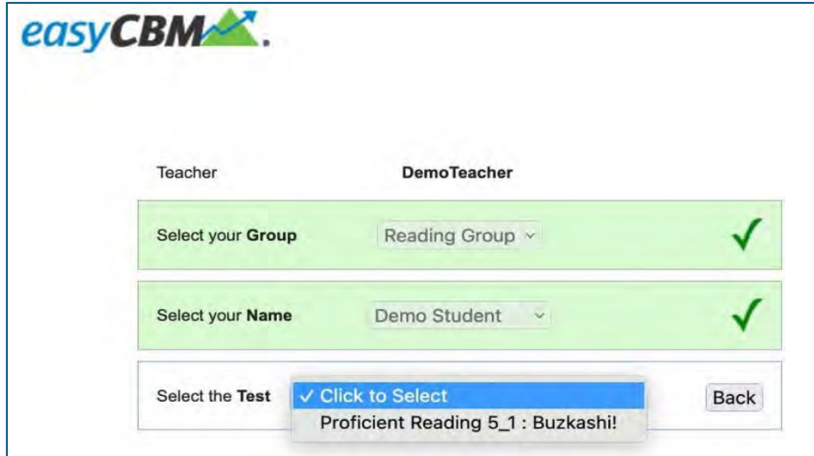 easyCBM
Teacher DemoTeacher
Select your Group Reading Group
Select your Name Demo Student
Select the Test ✓ Click to Select Back
Proficient Reading 5_1 : Buzkashi!